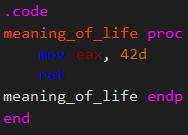 .code
meaning_of_life proc
mov eax, 42d
ret
meaning_of_life endp
end